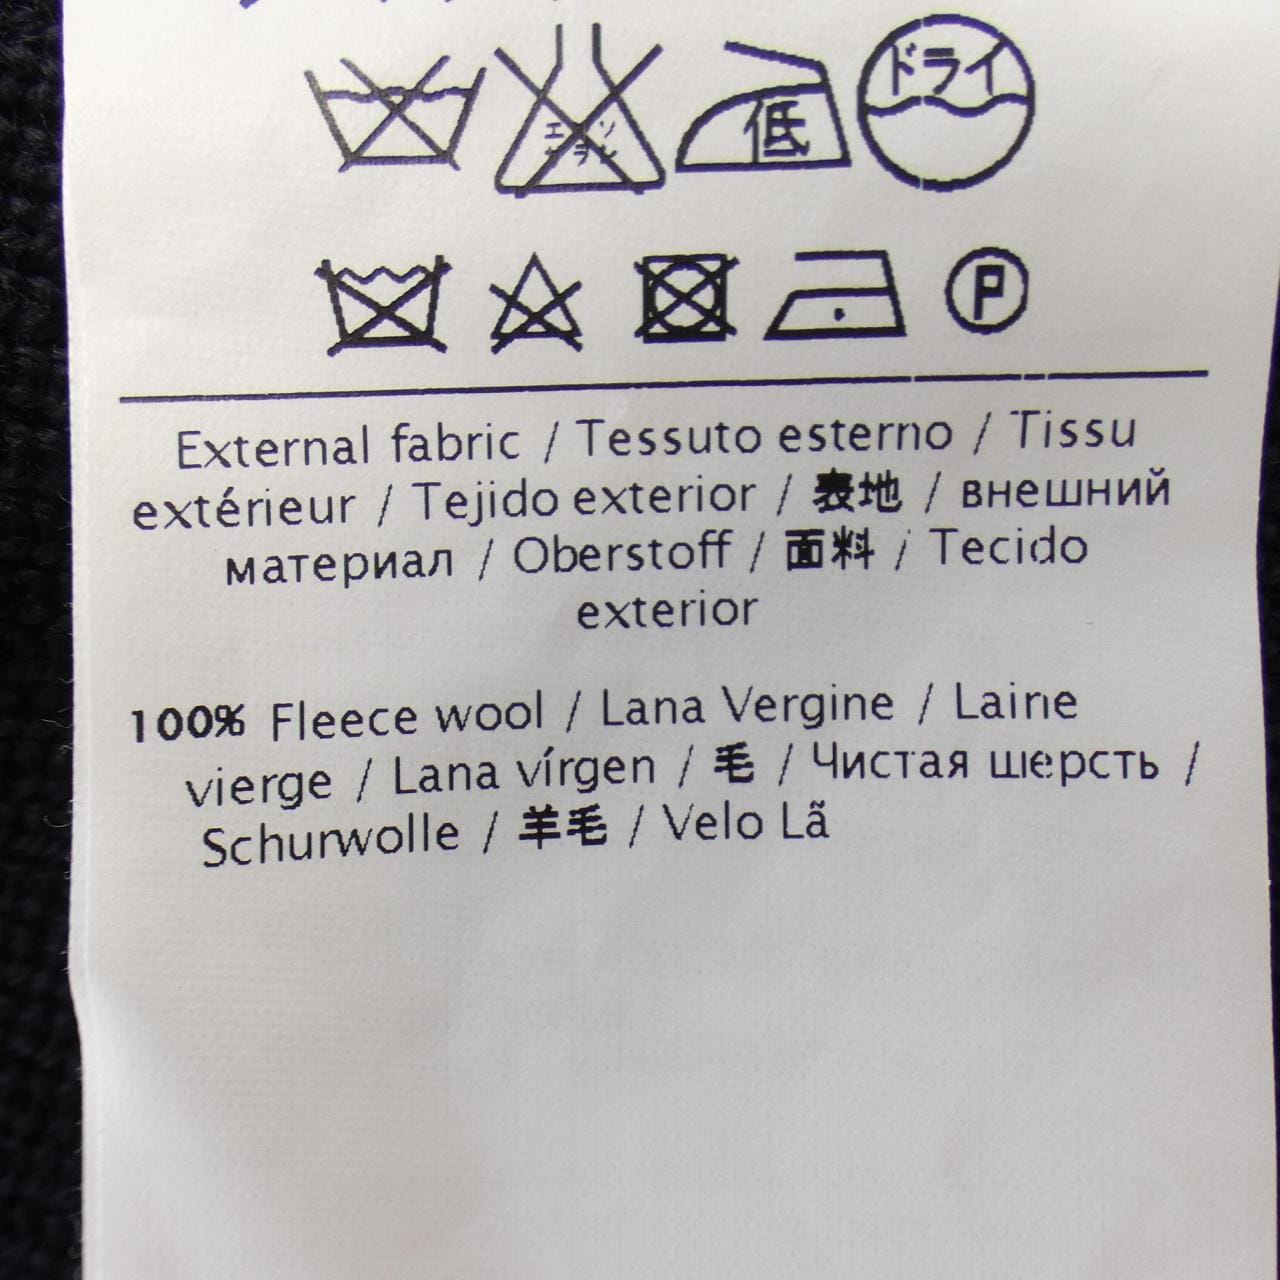 エンソ
サラシ
低
ドライ
P
External fabric / Tessuto esterno / Tissu
extérieur / Tejido exterior / 表地 / внешний
материал / Oberstoff / 面料 / Tecido
exterior
100% Fleece wool / Lana Vergine / Laine
vierge / Lana vírgen / 毛 / Чистая шерсть /
Schurwolle / 羊毛 / Velo Lã